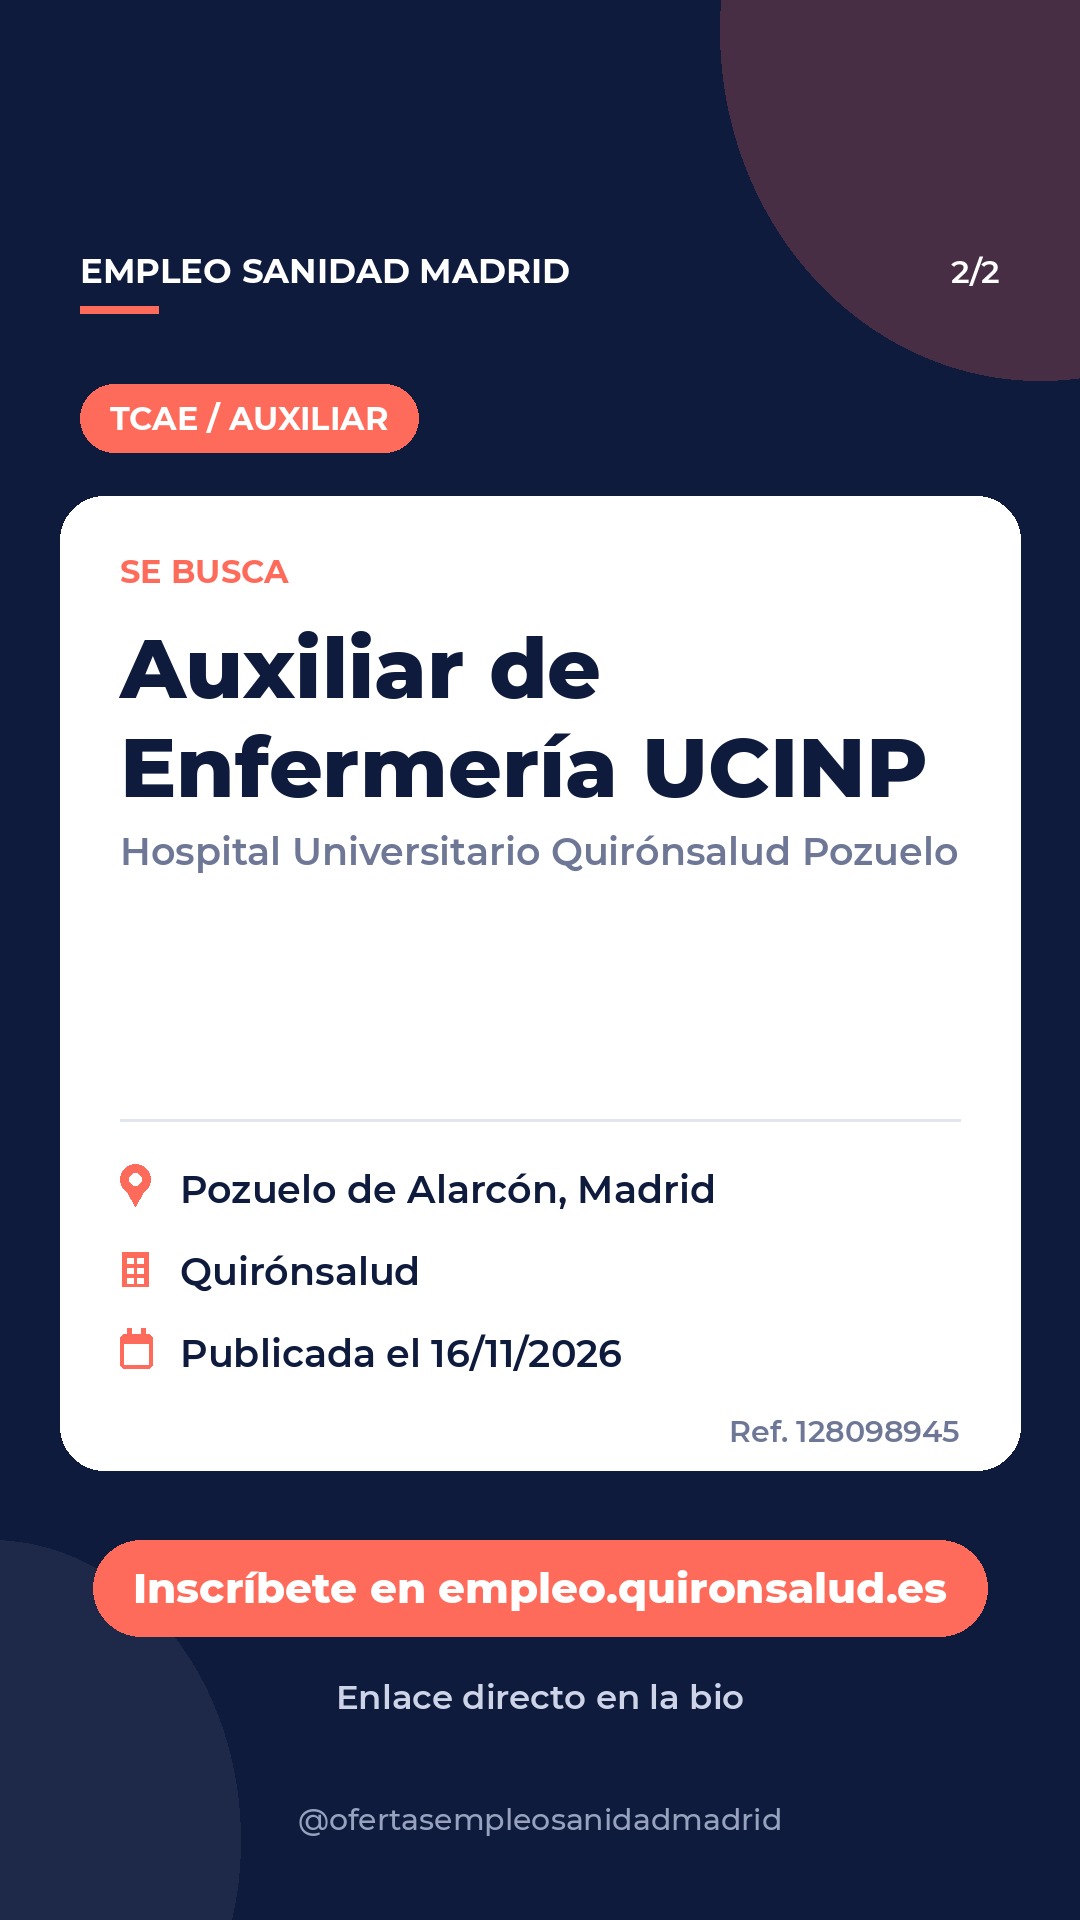 EMPLEO SANIDAD MADRID
2/2
TCAE / AUXILIAR
SE BUSCA
Auxiliar de
Enfermería UCINP
Hospital Universitario Quirónsalud Pozuelo
Pozuelo de Alarcón, Madrid
Quirónsalud
Publicada el 16/11/2026
Ref. 128098945
Inscríbete en empleo.quironsalud.es
Enlace directo en la bio
@ofertasempleosanidadmadrid